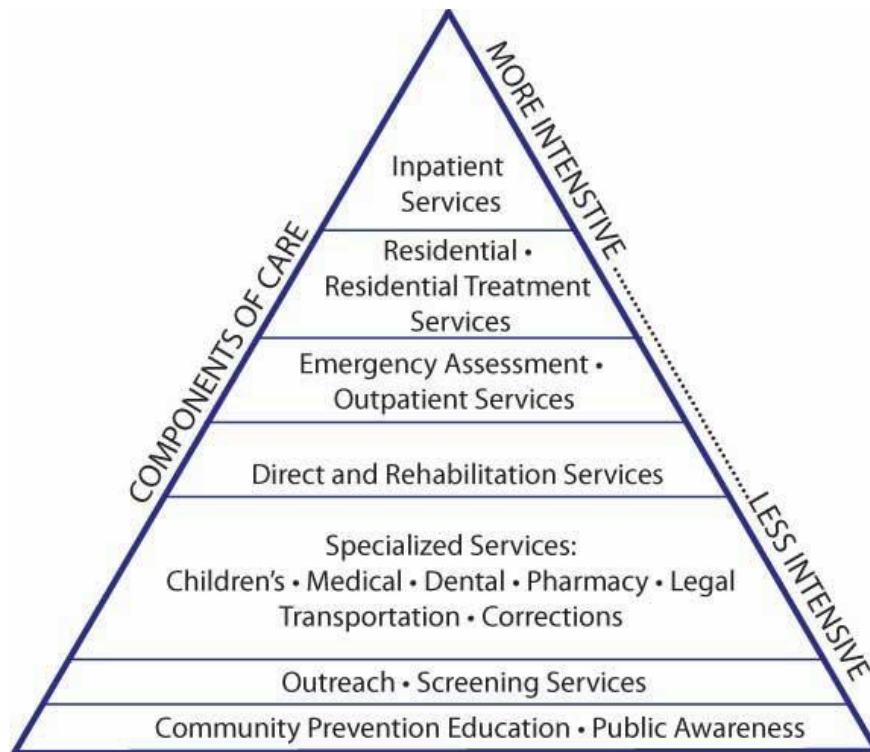 MORE INTENSTIVE
LESS INTENSIVE
COMPONENTS OF CARE
Inpatient
Services
Residential •
Residential Treatment
Services
Emergency Assessment •
Outpatient Services
Direct and Rehabilitation Services
Specialized Services:
Children's • Medical • Dental • Pharmacy • Legal
Transportation • Corrections
Outreach • Screening Services
Community Prevention Education • Public Awareness